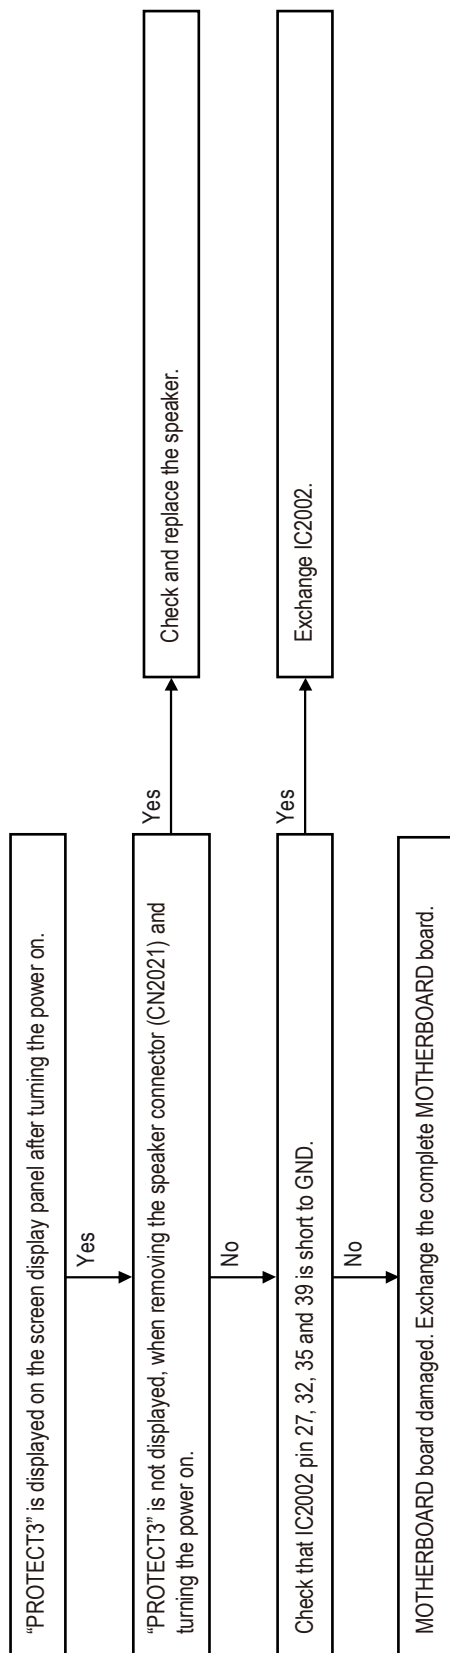 “PROTECT3” is displayed on the screen display panel after turning the power on.
Yes
“PROTECT3” is not displayed, when removing the speaker connector (CN2021) and
turning the power on.
Yes
Check and replace the speaker.
No
Check that IC2002 pin 27, 32, 35 and 39 is short to GND.
Yes
Exchange IC2002.
No
MOTHERBOARD board damaged. Exchange the complete MOTHERBOARD board.